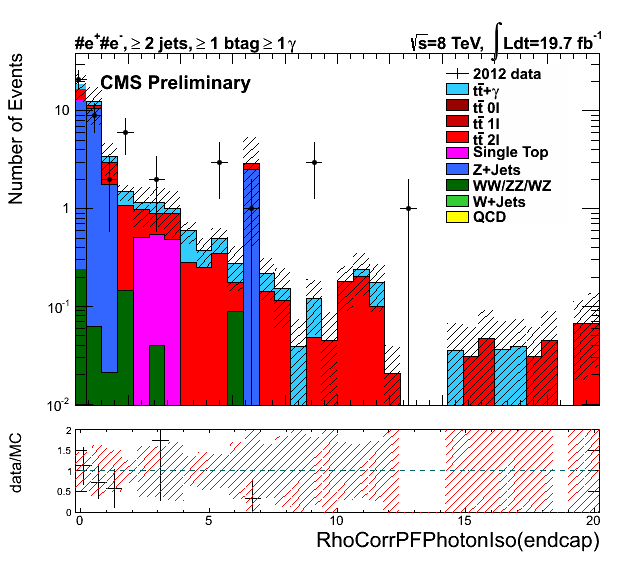 #e⁺#e⁻, ≥ 2 jets, ≥ 1 btag ≥ 1 γ
√s=8 TeV, ∫ Ldt=19.7 fb⁻¹
CMS Preliminary
Number of Events
10
1
10⁻¹
10⁻²
2012 data
tt̄+γ
tt̄ 0l
tt̄ 1l
tt̄ 2l
Single Top
Z+Jets
WW/ZZ/WZ
W+Jets
QCD
data/MC
2
1.5
1
0.5
0
0 5 10 15 20
RhoCorrPFPhotonIso(endcap)